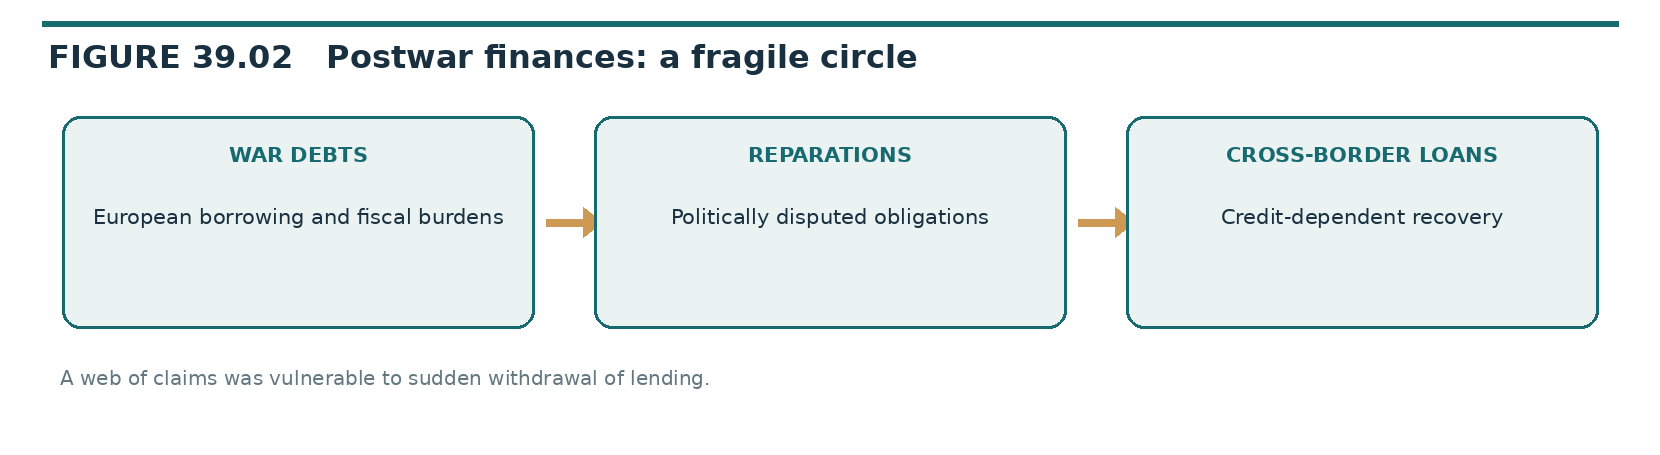 FIGURE 39.02 Postwar finances: a fragile circle
WAR DEBTS
European borrowing and fiscal burdens
REPARATIONS
Politically disputed obligations
CROSS-BORDER LOANS
Credit-dependent recovery
A web of claims was vulnerable to sudden withdrawal of lending.